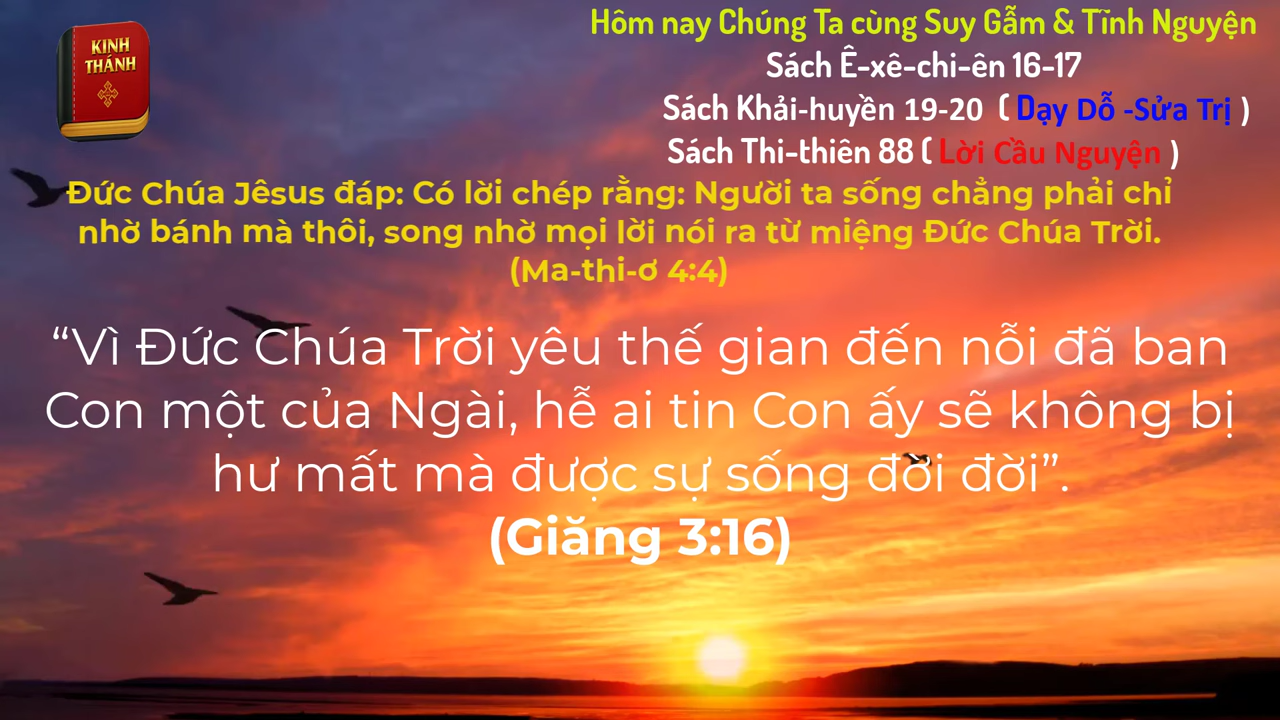 KINH
THÁNH
Hôm nay Chúng Ta cùng Suy Gẫm & Tĩnh Nguyện
Sách Ê-xê-chi-ên 16-17
Sách Khải-huyền 19-20 ( Dạy Dỗ -Sửa Trị )
Sách Thi-thiên 88 ( Lời Cầu Nguyện )
Đức Chúa Jêsus đáp: Có lời chép rằng: Người ta sống chẳng phải chỉ
nhờ bánh mà thôi, song nhờ mọi lời nói ra từ miệng Đức Chúa Trời.
(Ma-thi-ơ 4:4)
“Vì Đức Chúa Trời yêu thế gian đến nỗi đã ban
Con một của Ngài, hễ ai tin Con ấy sẽ không bị
hư mất mà được sự sống đời đời”.
(Giăng 3:16)